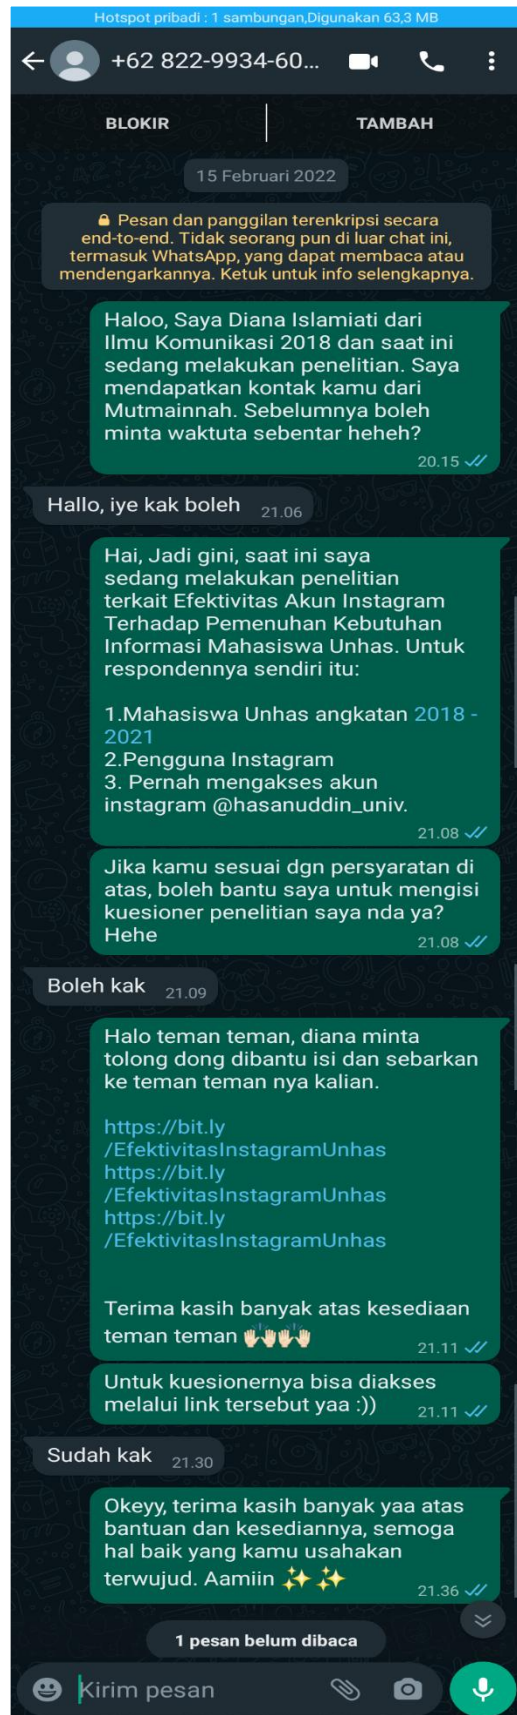 Hotspot pribadi : 1 sambungan,Digunakan 63,3 MB
+62 822-9934-60...
BLOKIR
TAMBAH
15 Februari 2022
Pesan dan panggilan terenkripsi secara
end-to-end. Tidak seorang pun di luar chat ini,
termasuk WhatsApp, yang dapat membaca atau
mendengarkannya. Ketuk untuk info selengkapnya.
Haloo, Saya Diana Islamiati dari
Ilmu Komunikasi 2018 dan saat ini
sedang melakukan penelitian. Saya
mendapatkan kontak kamu dari
Mutmainnah. Sebelumnya boleh
minta waktuta sebentar heheh?
20.15
Hallo, iye kak boleh 21.06
Hai, Jadi gini, saat ini saya
sedang melakukan penelitian
terkait Efektivitas Akun Instagram
Terhadap Pemenuhan Kebutuhan
Informasi Mahasiswa Unhas. Untuk
respondennya sendiri itu:
1.Mahasiswa Unhas angkatan 2018 -
2021
2.Pengguna Instagram
3. Pernah mengakses akun
instagram @hasanuddin_univ.
21.08
Jika kamu sesuai dgn persyaratan di
atas, boleh bantu saya untuk mengisi
kuesioner penelitian saya nda ya?
Hehe
21.08
Boleh kak 21.09
Halo teman teman, diana minta
tolong dong dibantu isi dan sebarkan
ke teman teman nya kalian.
https://bit.ly
/EfektivitasInstagramUnhas
https://bit.ly
/EfektivitasInstagramUnhas
https://bit.ly
/EfektivitasInstagramUnhas
Terima kasih banyak atas kesediaan
teman teman 🙌🏻🙌🏻
21.11
Untuk kuesionernya bisa diakses
melalui link tersebut yaa :))
21.11
Sudah kak 21.30
Okeyy, terima kasih banyak yaa atas
bantuan dan kesediannya, semoga
hal baik yang kamu usahakan
terwujud. Aamiin ✨ ✨
21.36
1 pesan belum dibaca
Kirim pesan